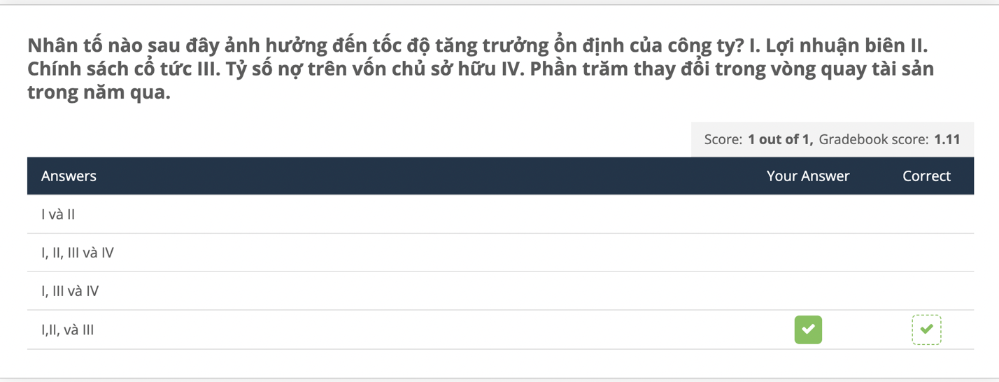 Nhân tố nào sau đây ảnh hưởng đến tốc độ tăng trưởng ổn định của công ty? I. Lợi nhuận biên II.
Chính sách cổ tức III. Tỷ số nợ trên vốn chủ sở hữu IV. Phần trăm thay đổi trong vòng quay tài sản
trong năm qua.
Score: 1 out of 1, Gradebook score: 1.11
Answers Your Answer Correct
I và II
I, II, III và IV
I, III và IV
I,II, và III